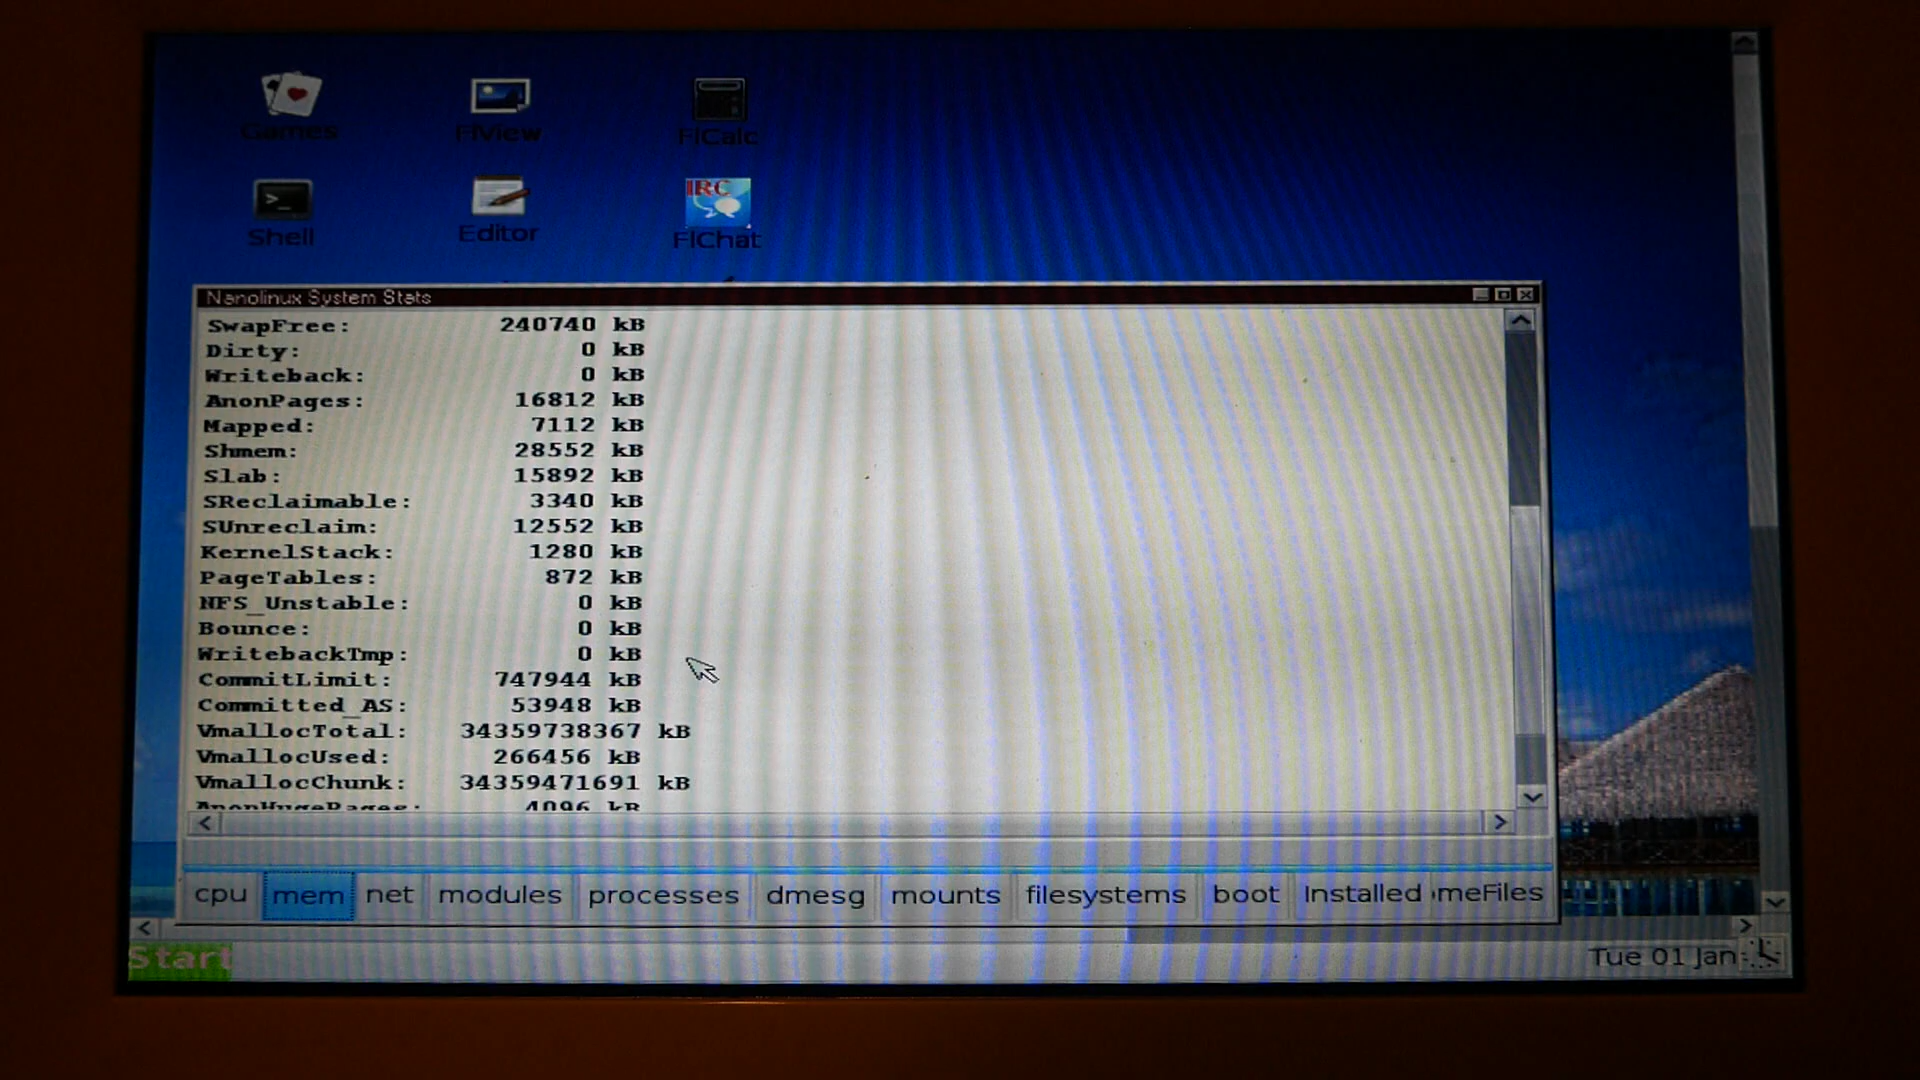 Games FlView FlCalc
IRC
Shell Editor FlChat
Nanolinux System Stats
SwapFree: 240740 kB
Dirty: 0 kB
Writeback: 0 kB
AnonPages: 16812 kB
Mapped: 7112 kB
Shmem: 28552 kB
Slab: 15892 kB
SReclaimable: 3340 kB
SUnreclaim: 12552 kB
KernelStack: 1280 kB
PageTables: 872 kB
NFS_Unstable: 0 kB
Bounce: 0 kB
WritebackTmp: 0 kB
CommitLimit: 747944 kB
Committed_AS: 53948 kB
VmallocTotal: 34359738367 kB
VmallocUsed: 266456 kB
VmallocChunk: 34359471691 kB
AnonHugePages: 4096 kB
cpu mem net modules processes dmesg mounts filesystems boot Installed meFiles
Start Tue 01 Jan